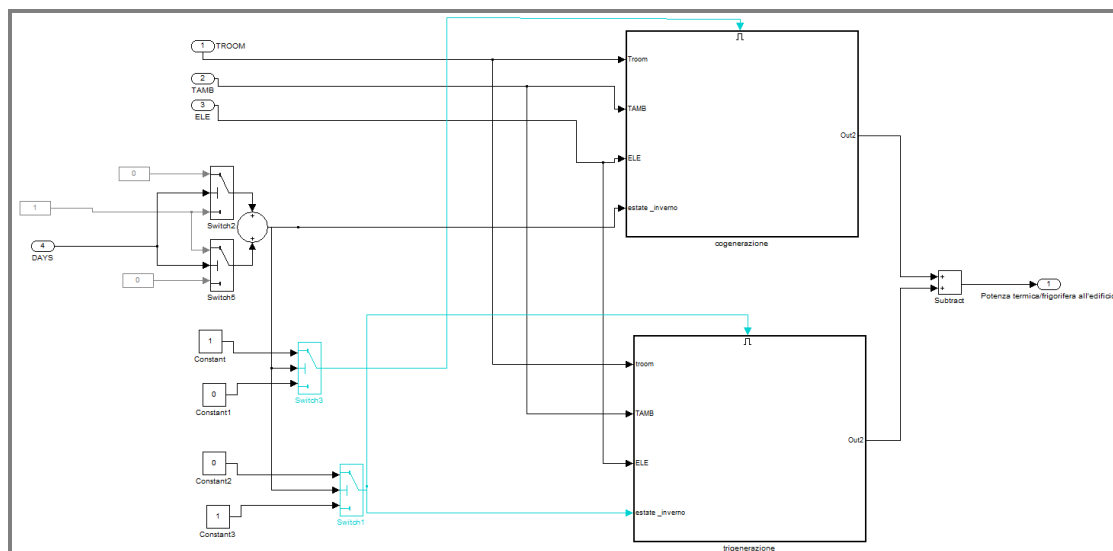 1
TROOM
2
TAMB
3
ELE
Troom
TAMB
ELE
estate _inverno
Out2
cogenerazione
0
1
Switch2
+
+
4
DAYS
0
Switch5
+
+
Subtract
1
Potenza termica/frigorifera all'edificio
1
Constant
0
Constant1
Switch3
0
Constant2
1
Constant3
Switch1
troom
TAMB
ELE
estate _inverno
Out2
trigenerazione